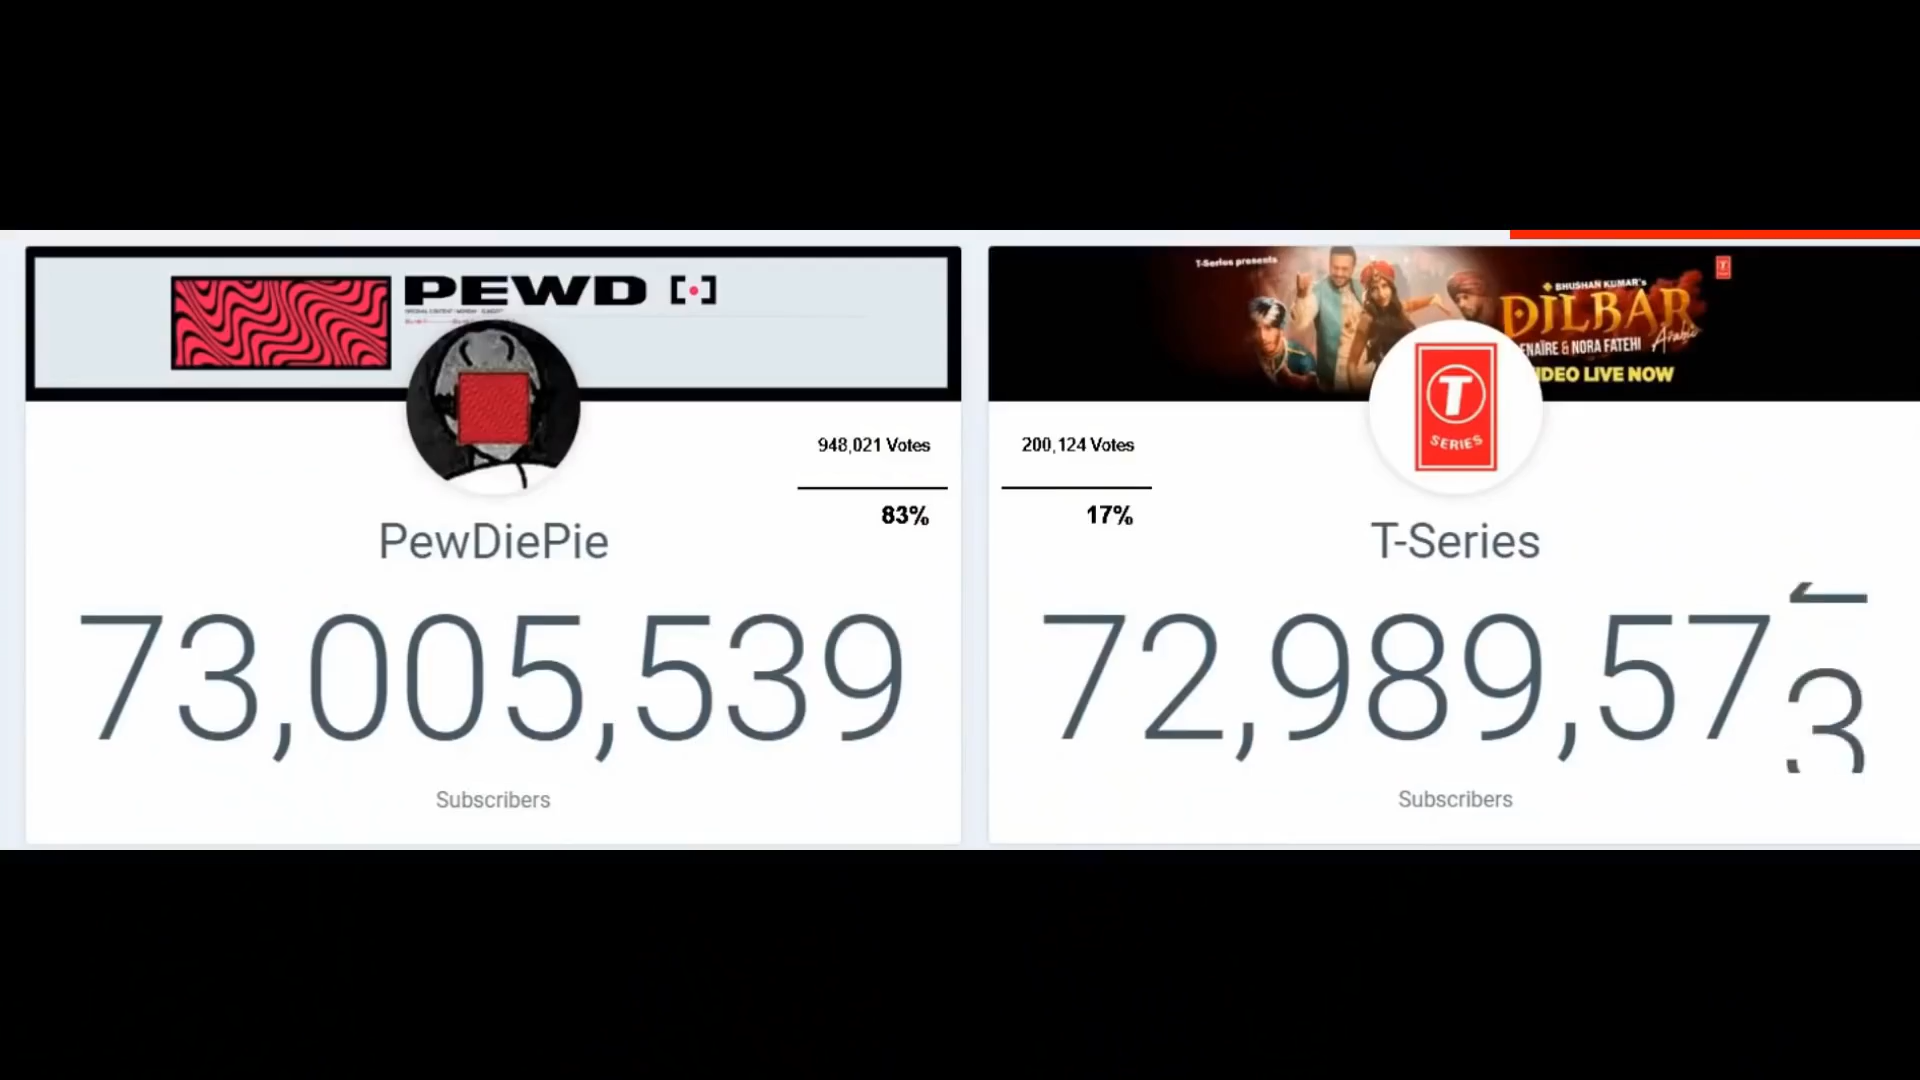 PEWD [•]
948,021 Votes
83%
PewDiePie
73,005,539
Subscribers
T-Series presents
BHUSHAN KUMAR's
DILBAR
Arabic
ENAÏRE & NORA FATEHI
IDEO LIVE NOW
T
SERIES
200,124 Votes
17%
T-Series
72,989,573
Subscribers